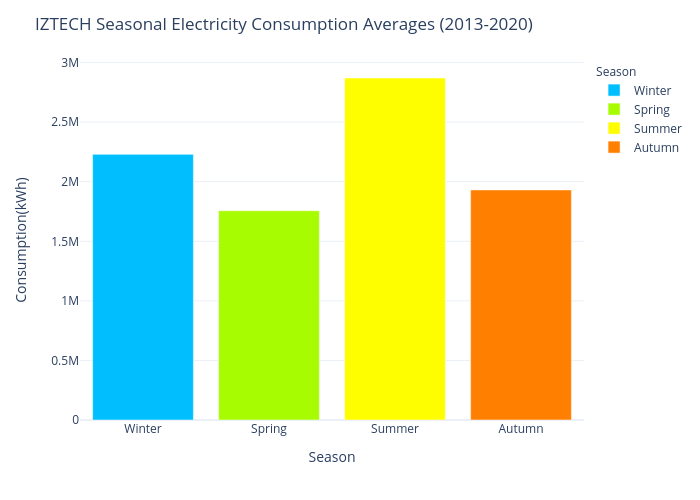 IZTECH Seasonal Electricity Consumption Averages (2013-2020)
Consumption(kWh)
3M
2.5M
2M
1.5M
1M
0.5M
0
Winter
Spring
Summer
Autumn
Season
Season
Winter
Spring
Summer
Autumn